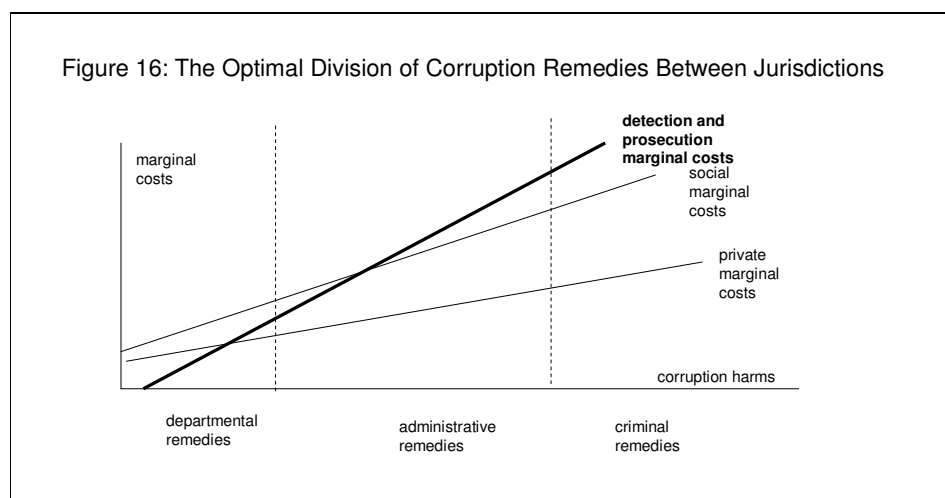 Figure 16: The Optimal Division of Corruption Remedies Between Jurisdictions
detection and
prosecution
marginal costs
marginal
costs
social
marginal
costs
private
marginal
costs
corruption harms
departmental
remedies
administrative
remedies
criminal
remedies